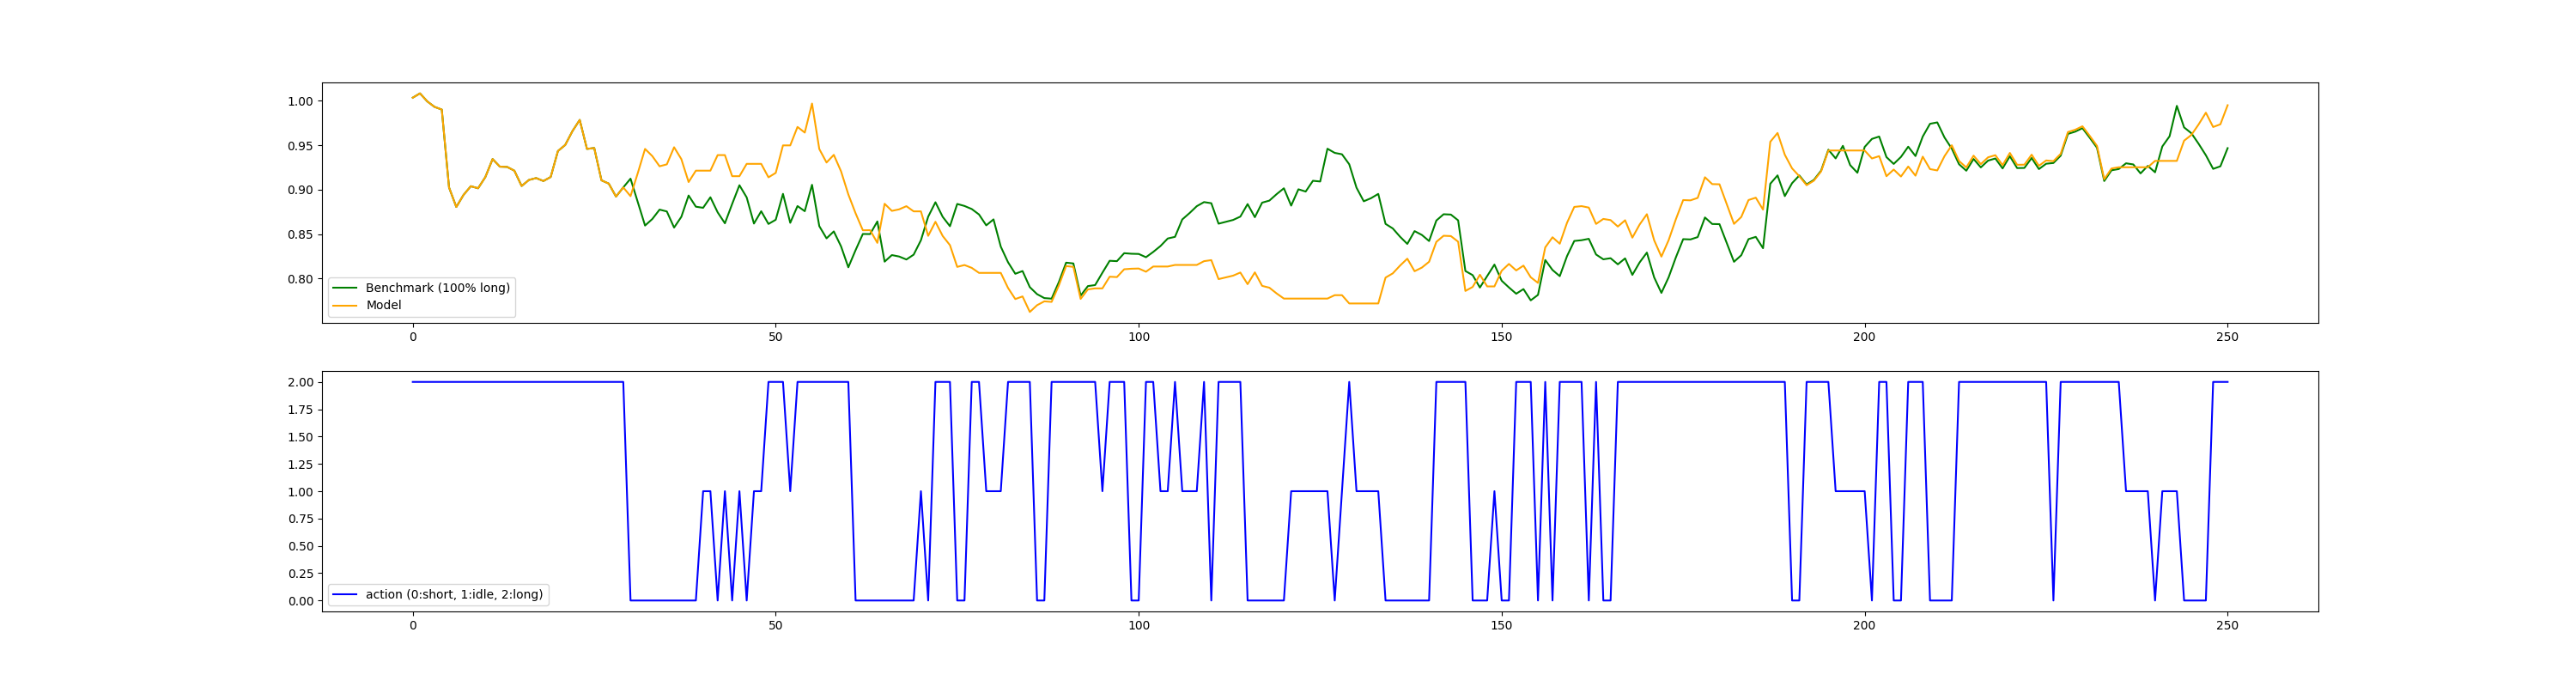 1.00
0.95
0.90
0.85
0.80
Benchmark (100% long)
Model
0 50 100 150 200 250
2.00
1.75
1.50
1.25
1.00
0.75
0.50
0.25
0.00
action (0:short, 1:idle, 2:long)
0 50 100 150 200 250